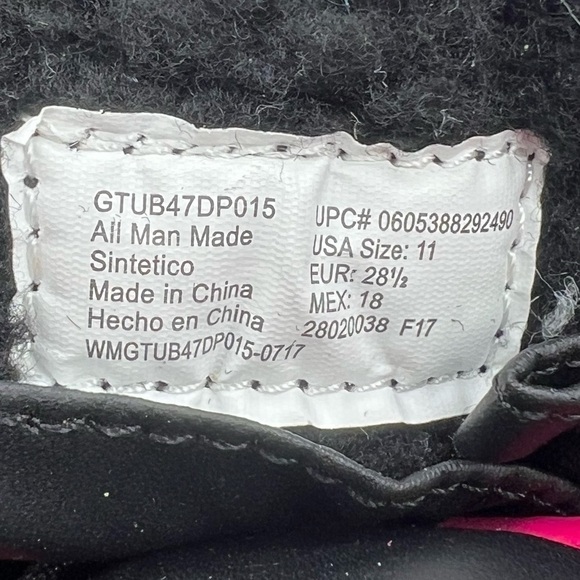 GTUB47DP015
All Man Made
Sintetico
Made in China
Hecho en China
WMGTUB47DP015-0717
UPC# 0605388292490
USA Size: 11
EUR: 28½
MEX: 18
28020038 F17